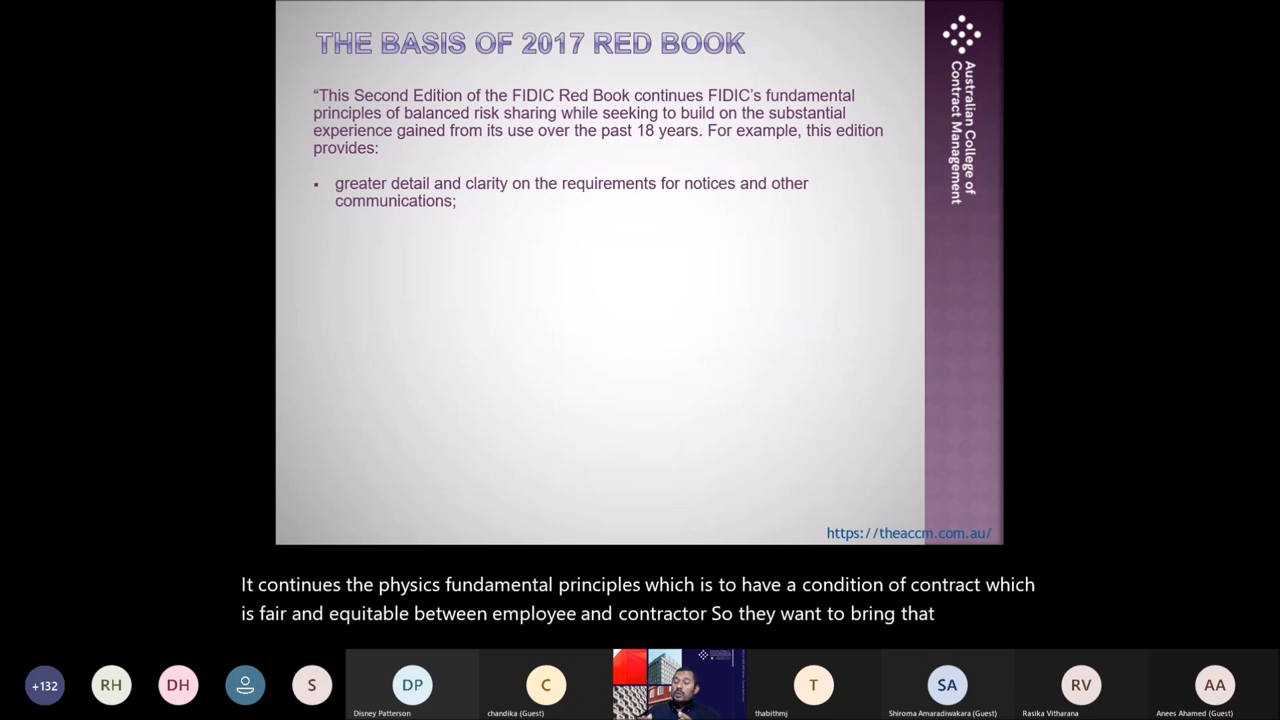 THE BASIS OF 2017 RED BOOK
“This Second Edition of the FIDIC Red Book continues FIDIC’s fundamental
principles of balanced risk sharing while seeking to build on the substantial
experience gained from its use over the past 18 years. For example, this edition
provides:
▪ greater detail and clarity on the requirements for notices and other
communications;
Australian College of
Contract Management
https://theaccm.com.au/
It continues the physics fundamental principles which is to have a condition of contract which
is fair and equitable between employee and contractor So they want to bring that
+132
RH
DH
S
DP
C
T
SA
RV
AA
Disney Patterson
chandika (Guest)
thabithmj
Shiroma Amaradiwakara (Guest)
Rasika Vitharana
Anees Ahamed (Guest)